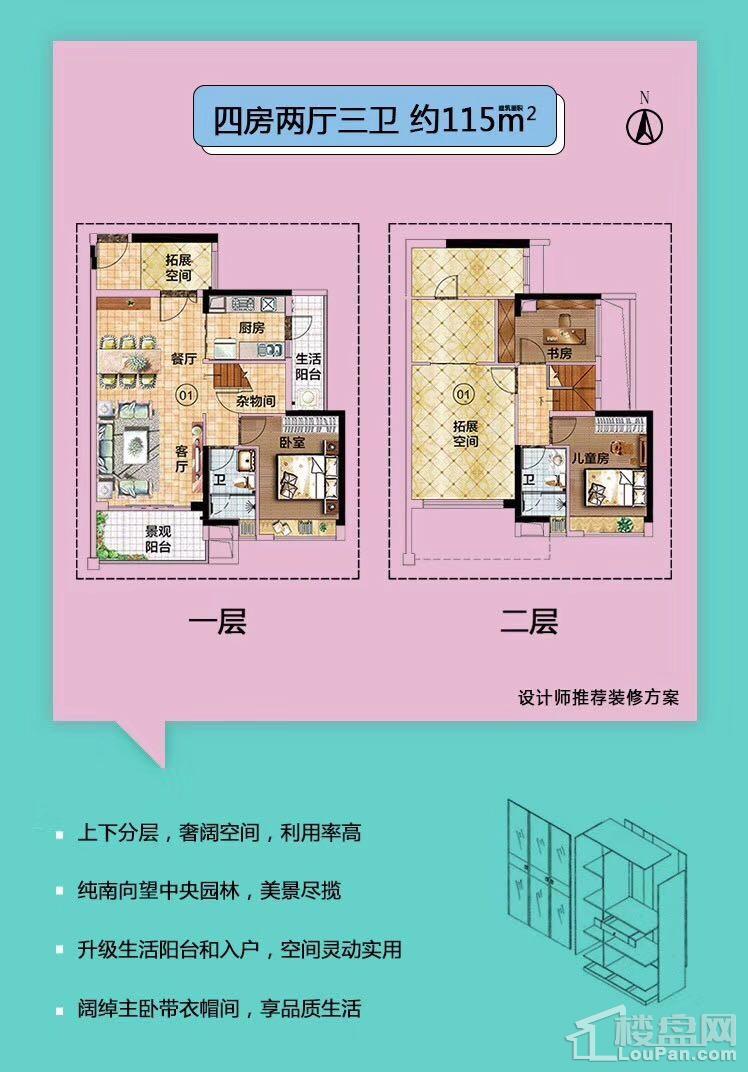 四房两厅三卫 约115m²
建筑面积
N
拓展
空间
厨房
生活
阳台
餐厅
01
杂物间
客
厅
卧室
卫
景观
阳台
一层
书房
01
拓展
空间
儿童房
卫
二层
设计师推荐装修方案
上下分层，奢阔空间，利用率高
纯南向望中央园林，美景尽揽
升级生活阳台和入户，空间灵动实用
阔绰主卧带衣帽间，享品质生活
楼盘网
LouPan.com